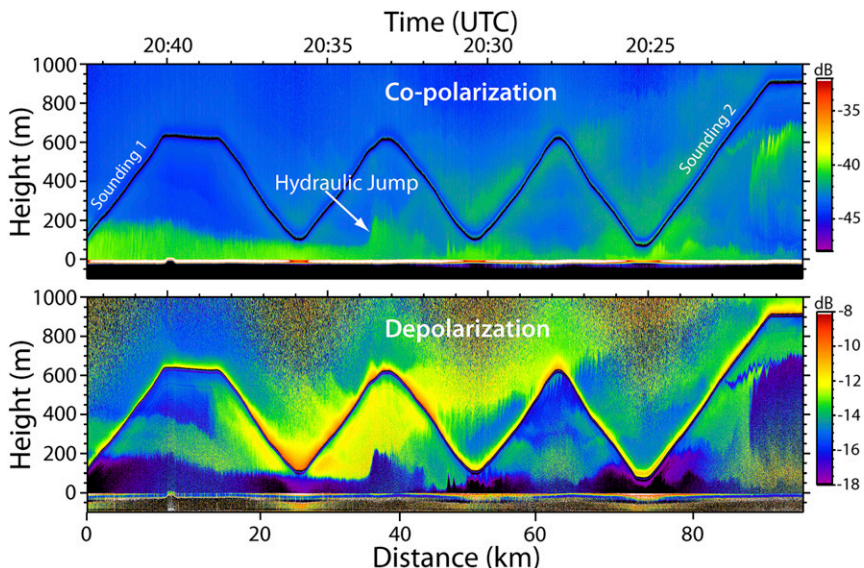 Time (UTC)
20:40 20:35 20:30 20:25
dB
1000
Co-polarization
800
-35
Height (m)
600
Sounding 1
Sounding 2
-40
400
Hydraulic Jump
200
-45
0
dB
1000
-8
Depolarization
800
-10
Height (m)
600
-12
400
-14
200
-16
0
-18
0 20 40 60 80
Distance (km)